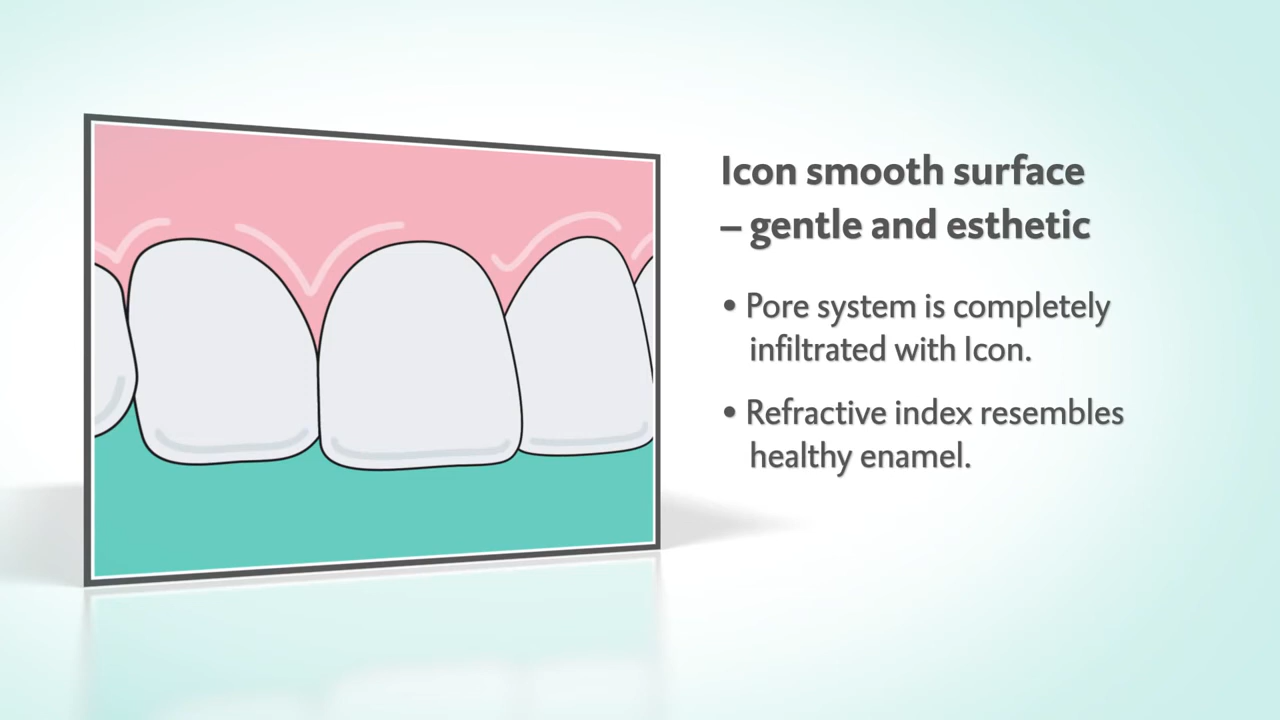 Icon smooth surface
– gentle and esthetic
• Pore system is completely
infiltrated with Icon.
• Refractive index resembles
healthy enamel.